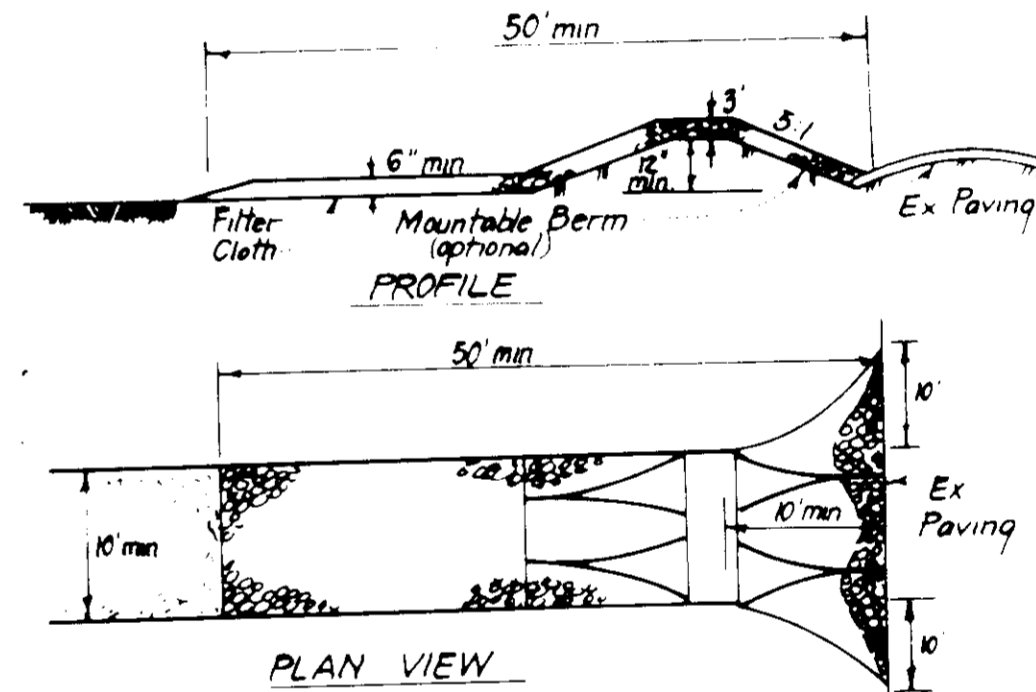 50' min
3'
5:1
6" min
12"
min.
Filter
Cloth
Mountable Berm
(optional)
Ex Paving
PROFILE
50' min
10'
10' min
10' min
Ex
Paving
10'
PLAN VIEW